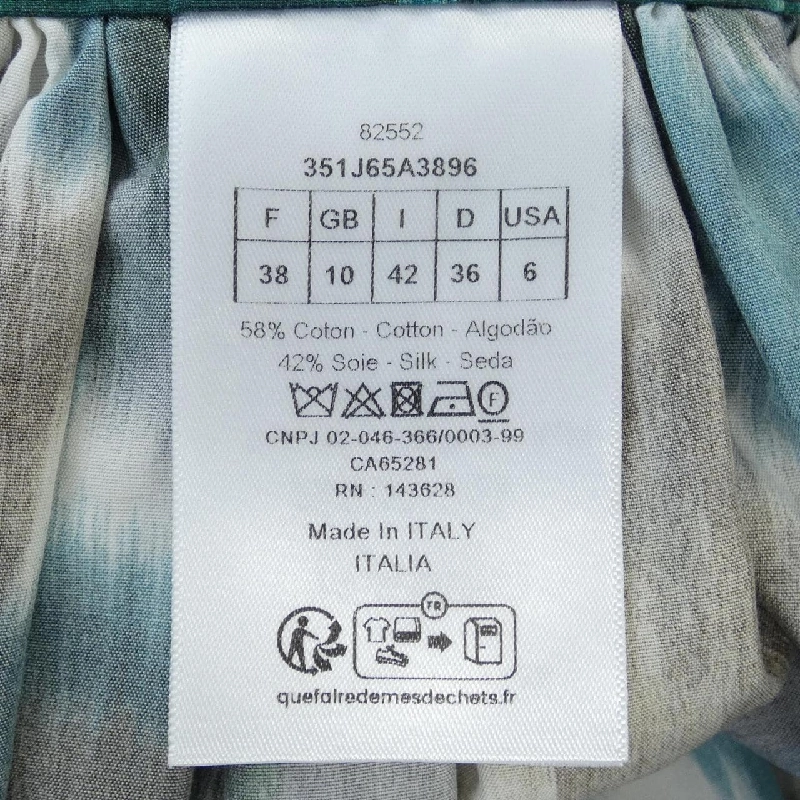 82552
351J65A3896
F GB I D USA
38 10 42 36 6
58% Coton - Cotton - Algodão
42% Soie - Silk - Seda
F
CNPJ 02-046-366/0003-99
CA65281
RN : 143628
Made In ITALY
ITALIA
FR
quefairedemesdechets.fr